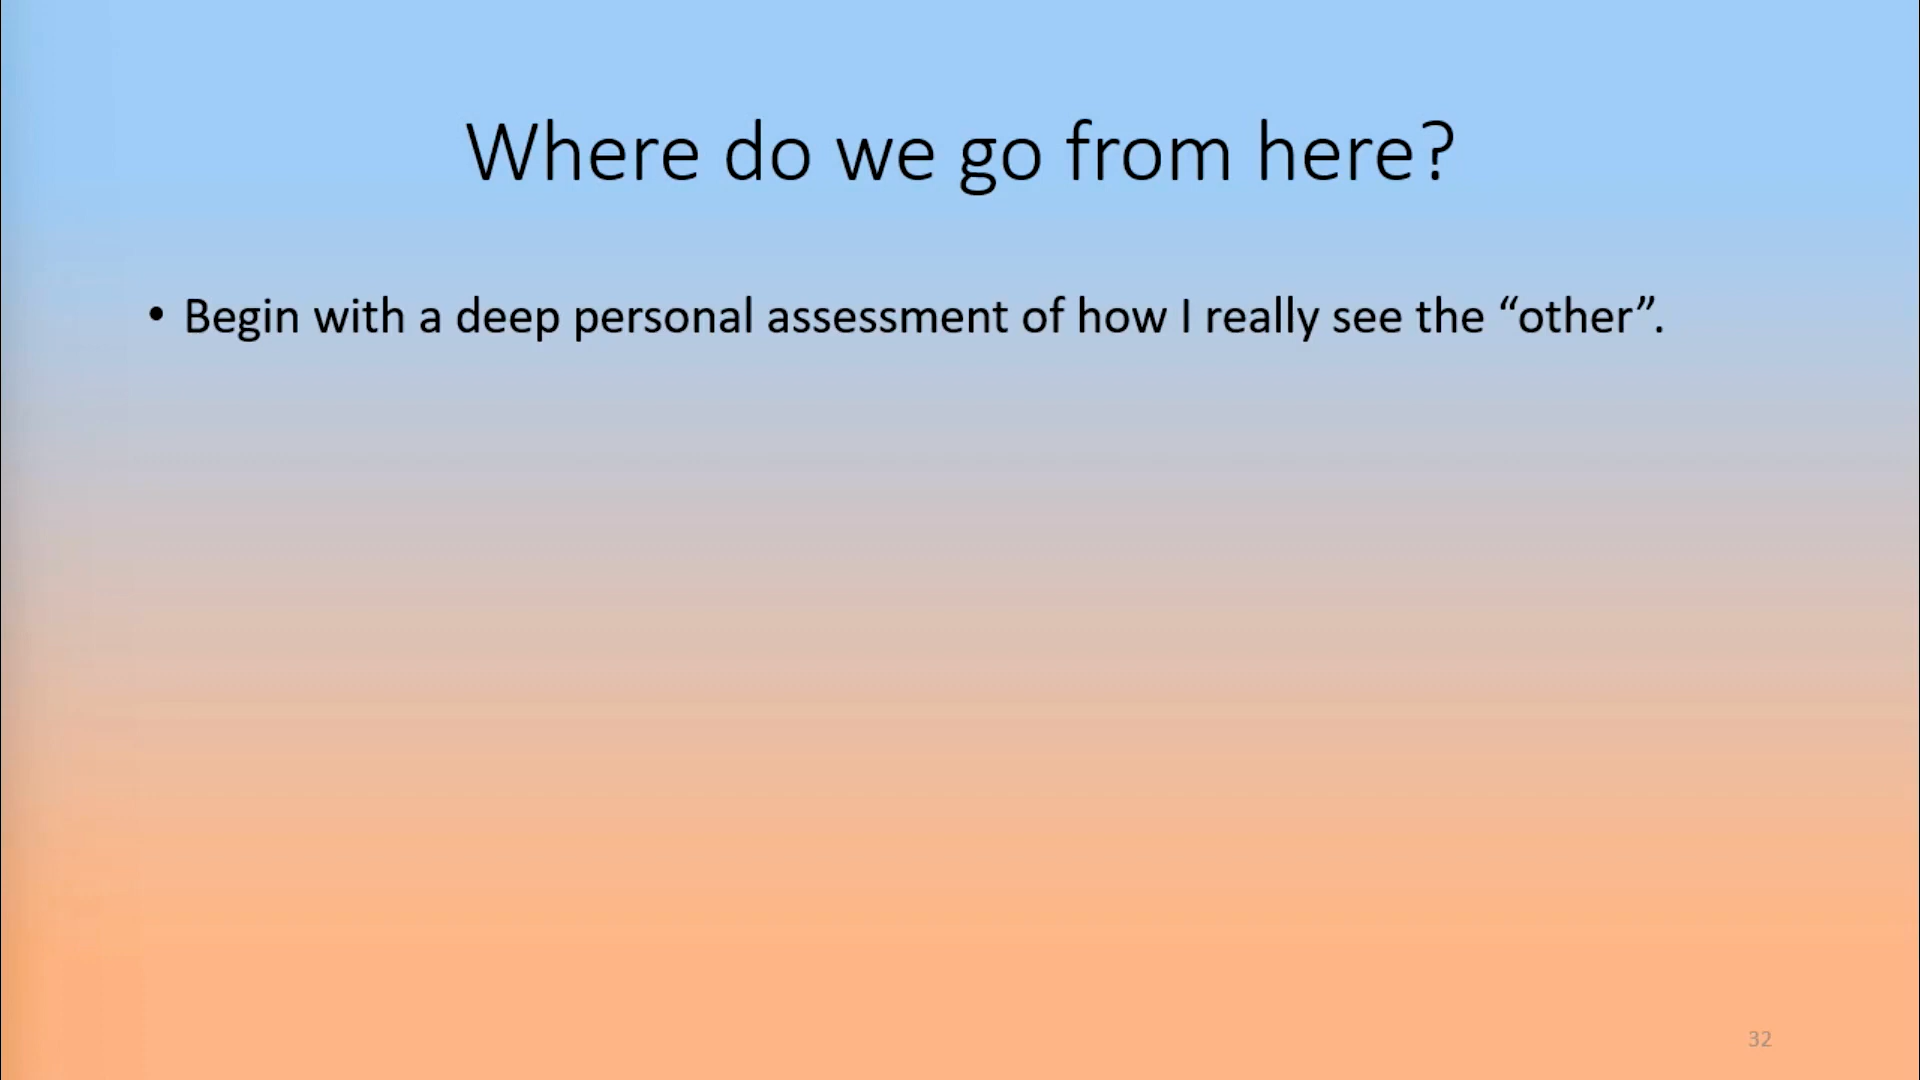 Where do we go from here?
• Begin with a deep personal assessment of how I really see the “other”.
32